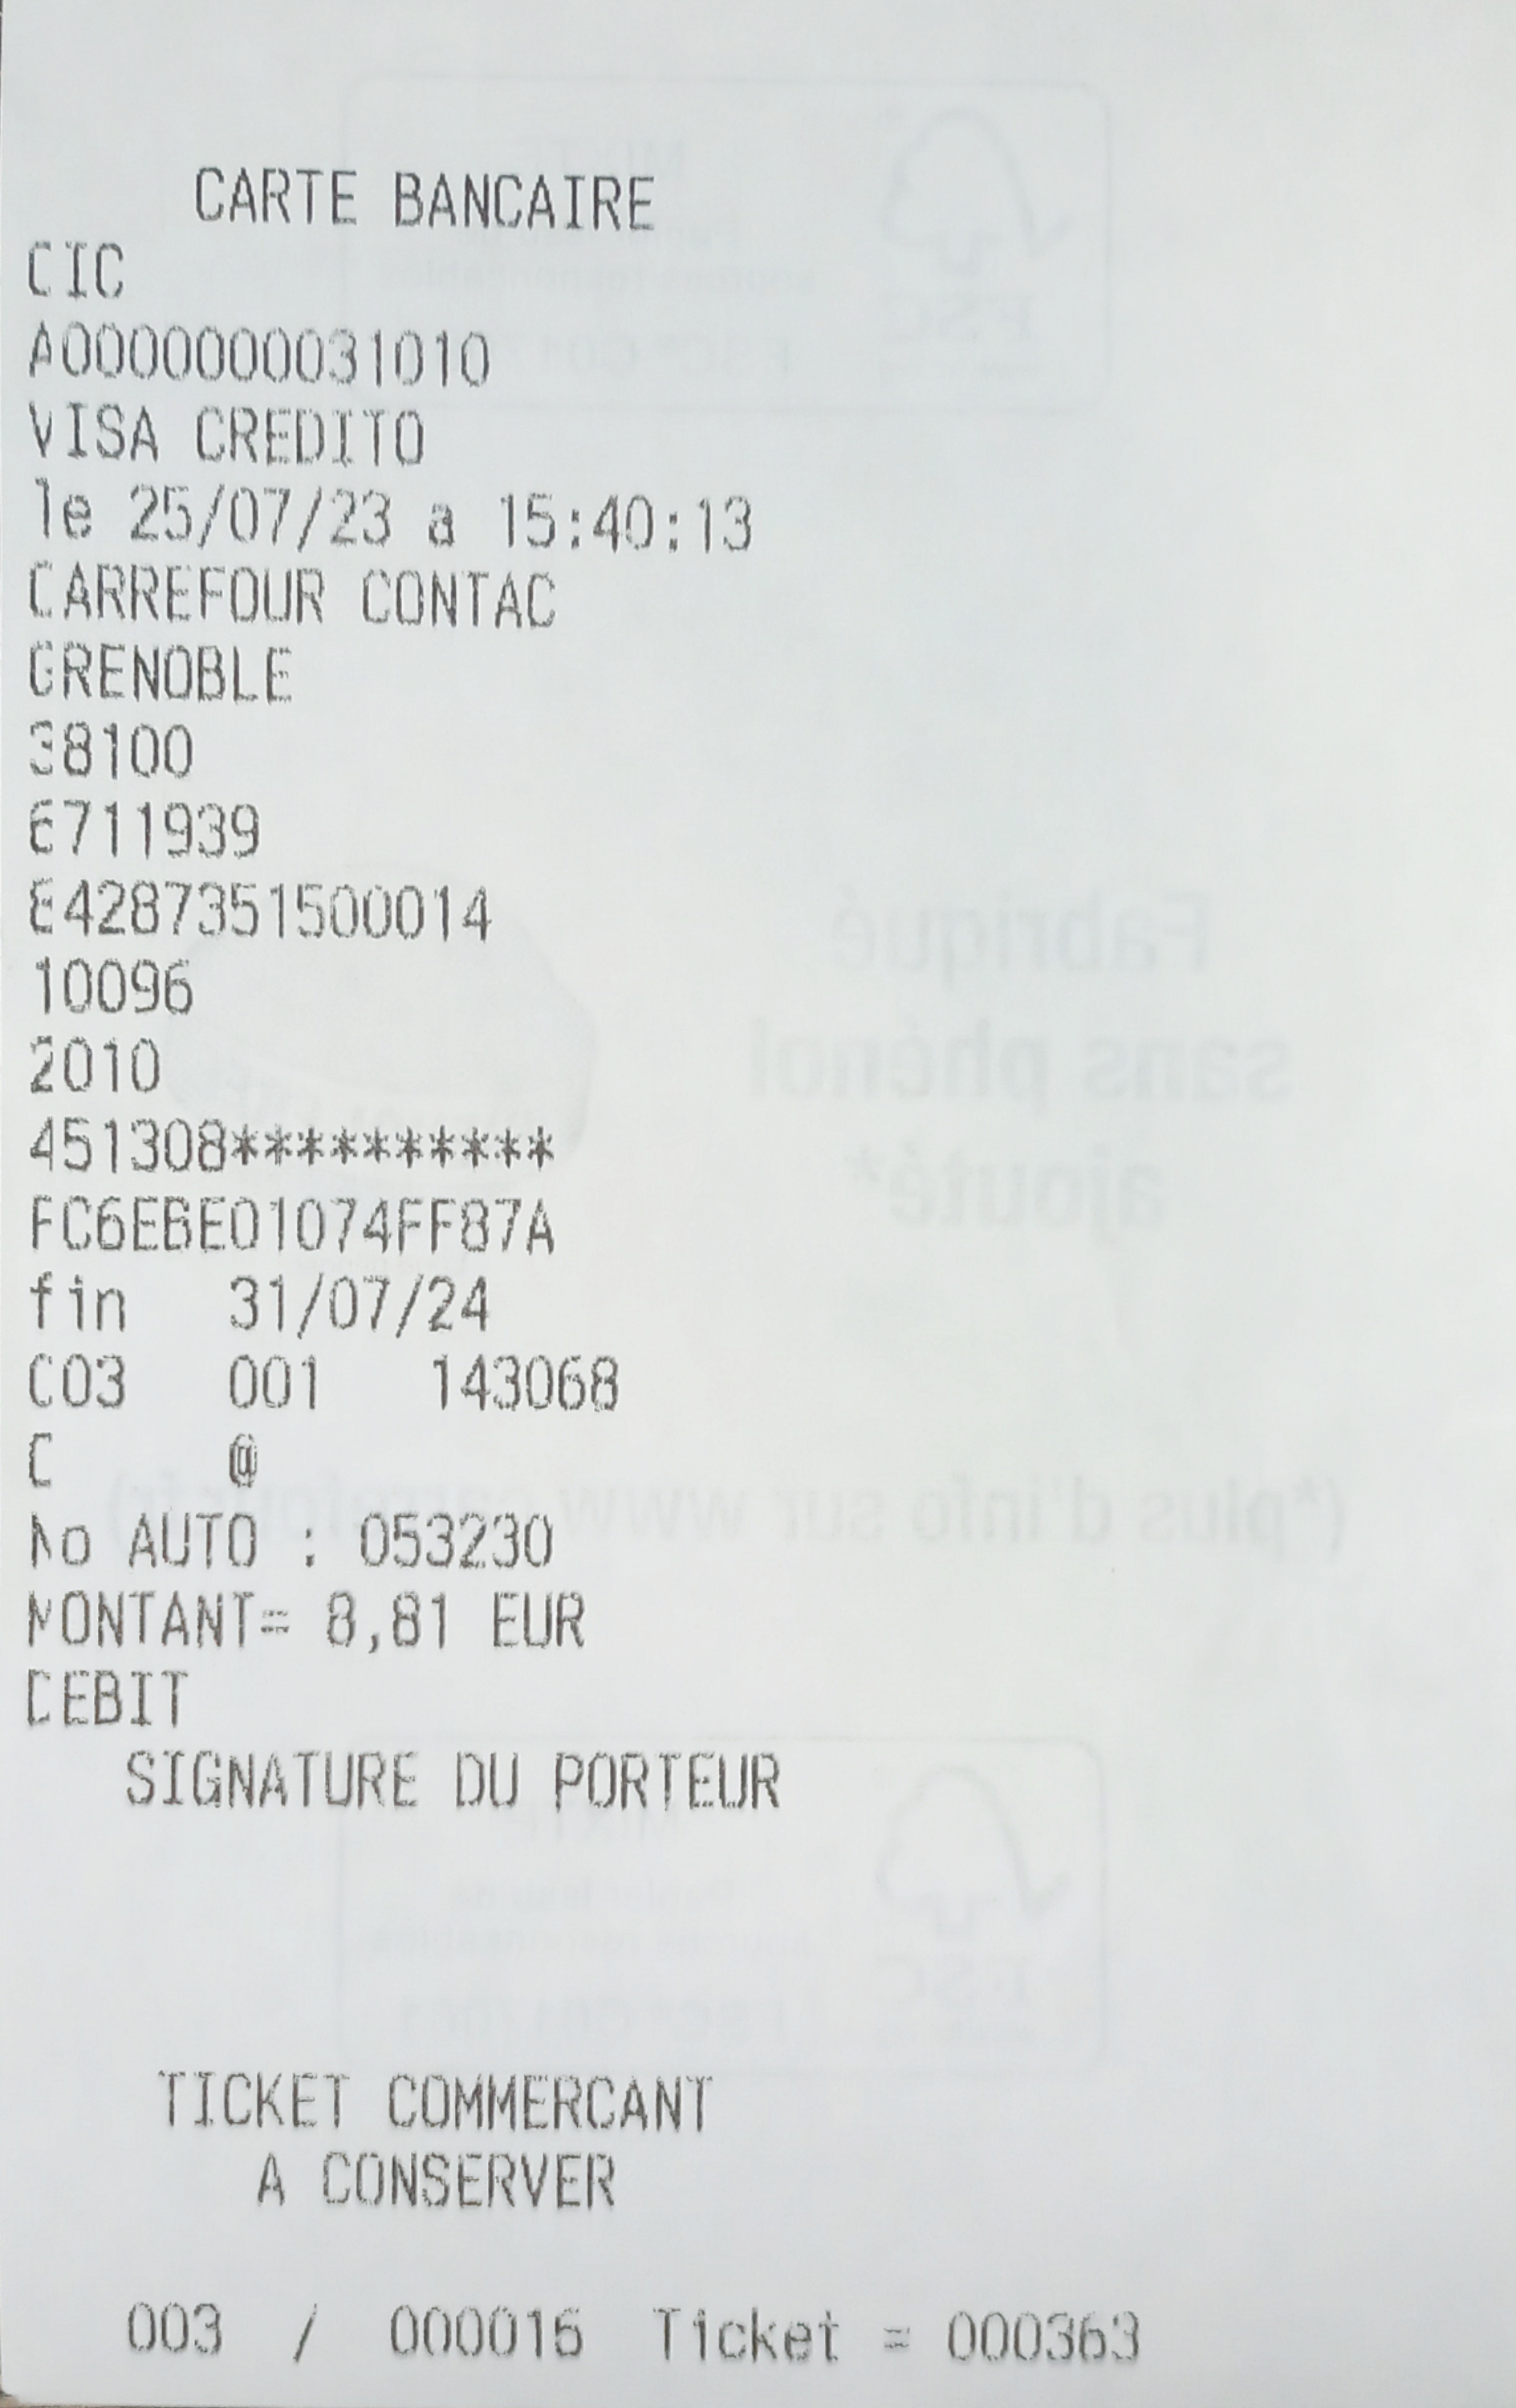 CARTE BANCAIRE
CIC
A0000000031010
VISA CREDITO
le 25/07/23 a 15:40:13
CARREFOUR CONTAC
GRENOBLE
38100
6711939
84287351500014
10096
2010
451308**********
FC6EBE01074FF87A
fin 31/07/24
C03 001 143068
C @
No AUTO : 053230
MONTANT= 8,81 EUR
DEBIT
SIGNATURE DU PORTEUR
TICKET COMMERCANT
A CONSERVER
003 / 000016 Ticket = 000363
Fabriqué
sans phénol
ajouté*
(*plus d'info sur www.carrefour.fr)